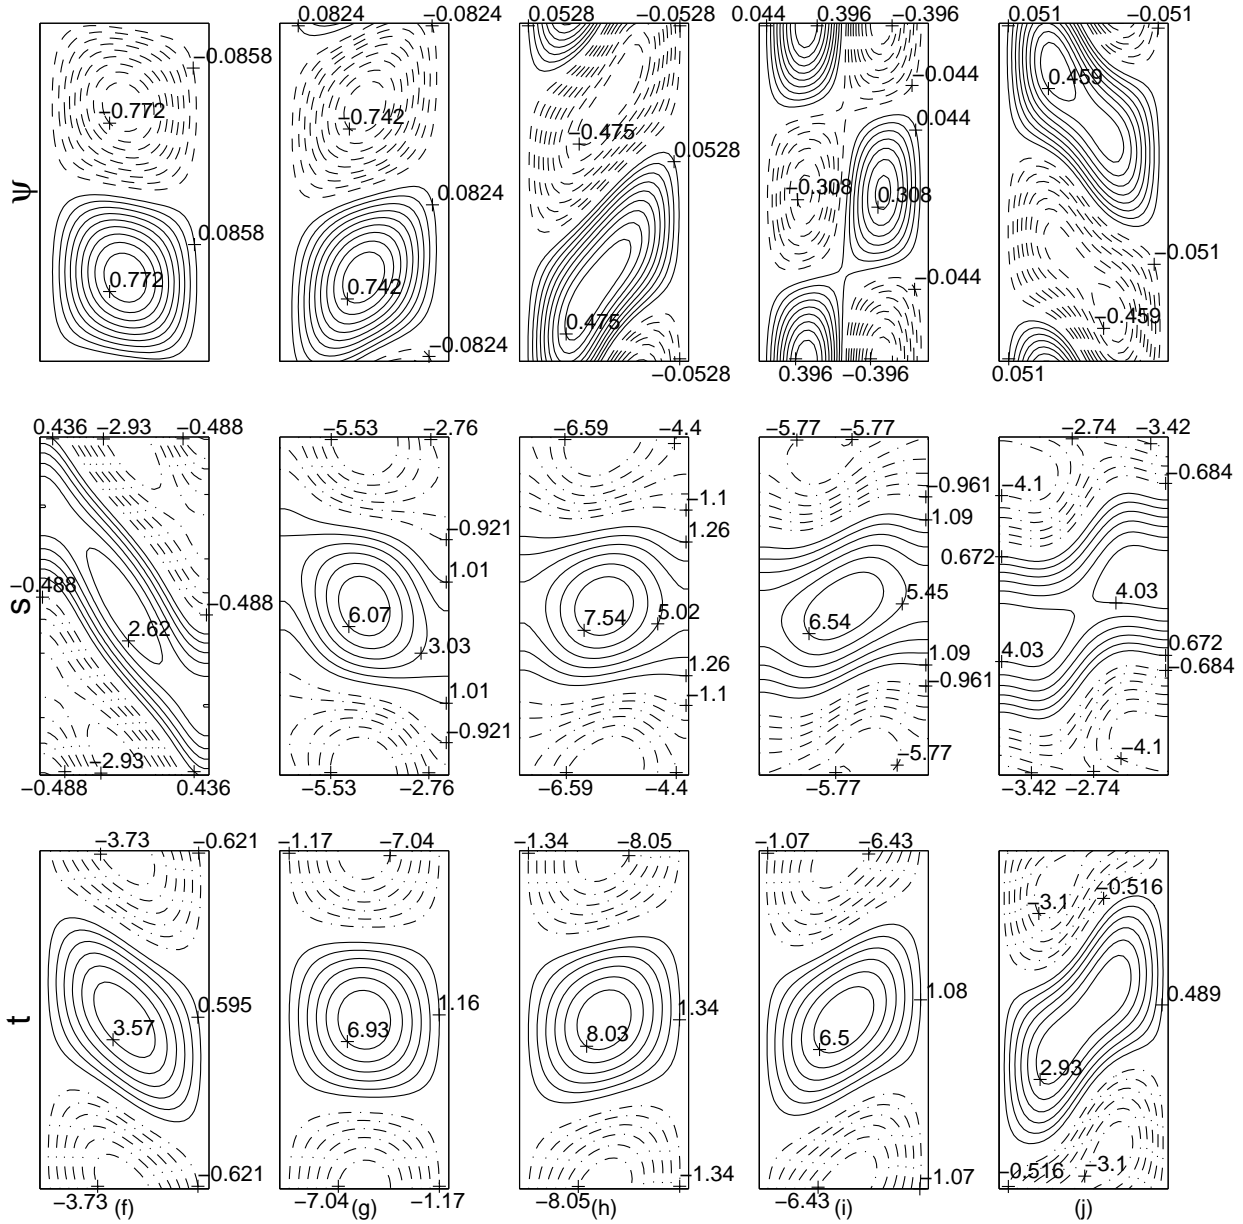 0.0824 −0.0824 0.0528 −0.0528 0.044 0.396 −0.396 0.051 −0.051
−0.0858 −0.044 0.459
−0.772 −0.742 −0.475 0.044
0.0528
ψ 0.0824 −0.308 0.308
0.0858 −0.051
0.772 0.742 0.475 −0.044 −0.459
−0.0824
−0.0528 0.396 −0.396 0.051
0.436 −2.93 −0.488 −5.53 −2.76 −6.59 −4.4 −5.77 −5.77 −2.74 −3.42
−0.961 −4.1 −0.684
−0.921 −1.1 1.09
1.26 0.672
S −0.488 −0.488 1.01 5.45 4.03
2.62 6.07 3.03 7.54 5.02 6.54
1.01 1.26 1.09 4.03 0.672
−0.921 −1.1 −0.961 −0.684
−2.93 −5.77 −4.1
−0.488 0.436 −5.53 −2.76 −6.59 −4.4 −5.77 −3.42 −2.74
−3.73 −0.621 −1.17 −7.04 −1.34 −8.05 −1.07 −6.43
−3.1 −0.516
t 0.595 1.16 1.34 1.08 0.489
3.57 6.93 8.03 6.5
2.93
−0.621 −1.17 −1.34 −1.07 −0.516 −3.1
−3.73 −7.04 −8.05 −6.43
(f) (g) (h) (i) (j)